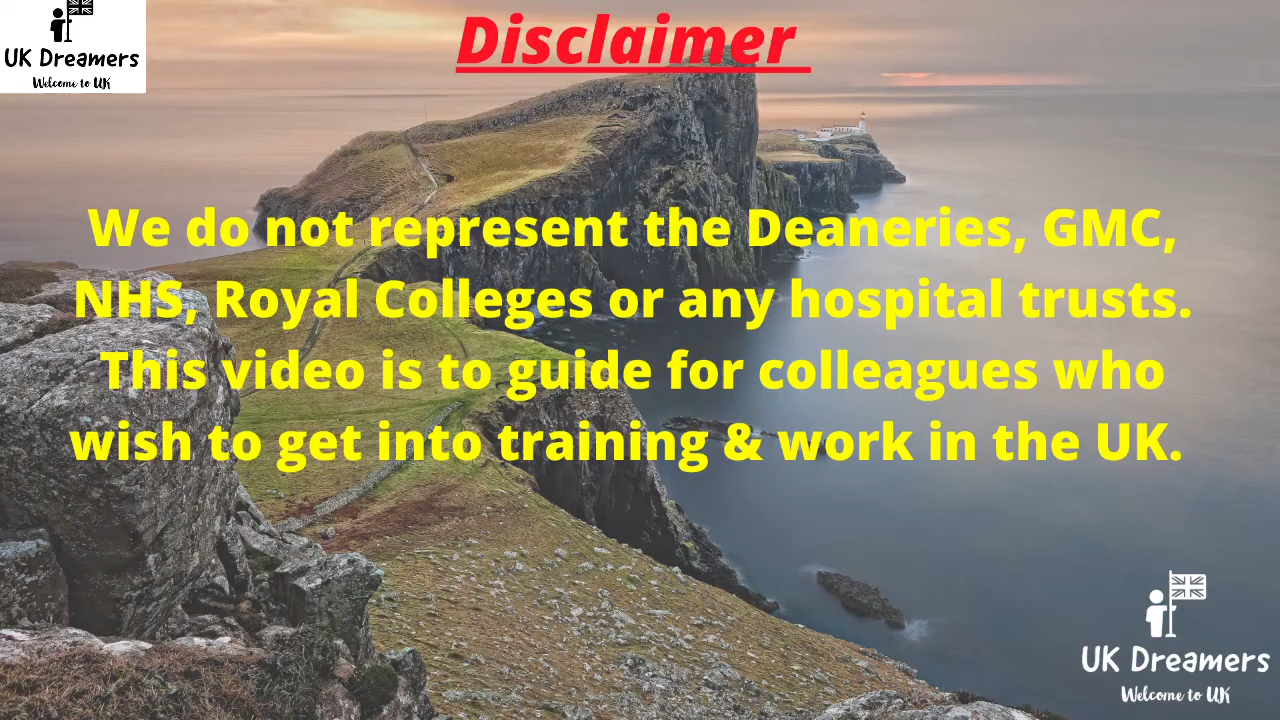 UK Dreamers
Welcome to UK
Disclaimer
We do not represent the Deaneries, GMC,
NHS, Royal Colleges or any hospital trusts.
This video is to guide for colleagues who
wish to get into training & work in the UK.
UK Dreamers
Welcome to UK